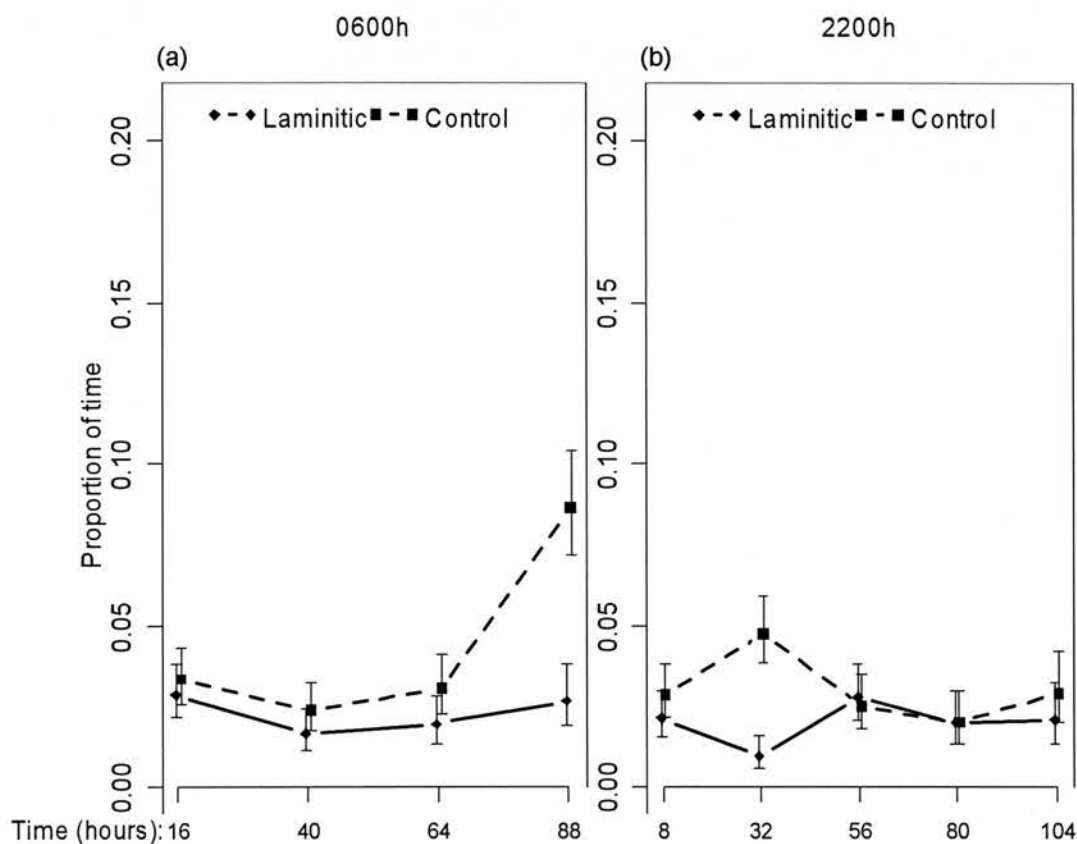 0600h
2200h
(a)
(b)
Laminitic Control
Laminitic Control
Proportion of time
0.20
0.15
0.10
0.05
0.00
0.20
0.15
0.10
0.05
0.00
Time (hours): 16 40 64 88
8 32 56 80 104